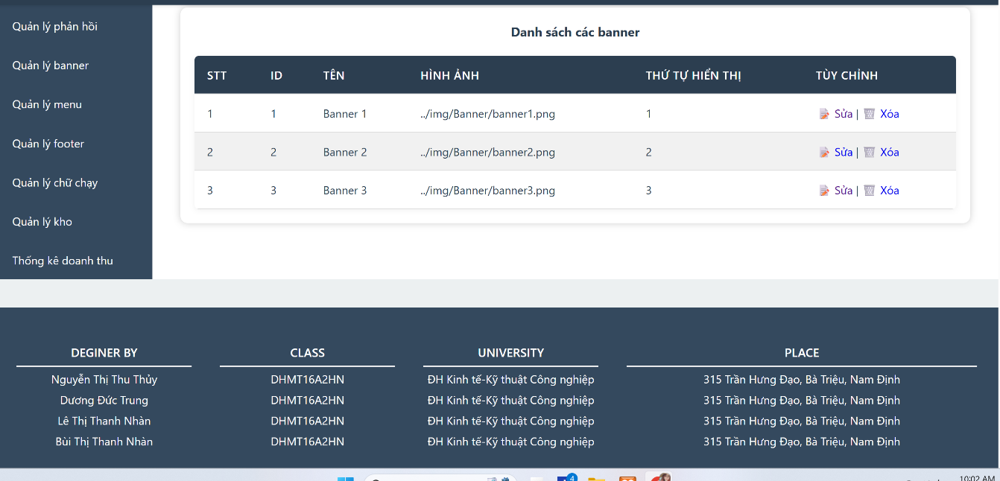 Quản lý phản hồi
Quản lý banner
Quản lý menu
Quản lý footer
Quản lý chữ chạy
Quản lý kho
Thống kê doanh thu
Danh sách các banner
STT ID TÊN HÌNH ẢNH THỨ TỰ HIỂN THỊ TÙY CHỈNH
1 1 Banner 1 ../img/Banner/banner1.png 1 Sửa | Xóa
2 2 Banner 2 ../img/Banner/banner2.png 2 Sửa | Xóa
3 3 Banner 3 ../img/Banner/banner3.png 3 Sửa | Xóa
DEGINER BY CLASS UNIVERSITY PLACE
Nguyễn Thị Thu Thủy DHMT16A2HN ĐH Kinh tế-Kỹ thuật Công nghiệp 315 Trần Hưng Đạo, Bà Triệu, Nam Định
Dương Đức Trung DHMT16A2HN ĐH Kinh tế-Kỹ thuật Công nghiệp 315 Trần Hưng Đạo, Bà Triệu, Nam Định
Lê Thị Thanh Nhàn DHMT16A2HN ĐH Kinh tế-Kỹ thuật Công nghiệp 315 Trần Hưng Đạo, Bà Triệu, Nam Định
Bùi Thị Thanh Nhàn DHMT16A2HN ĐH Kinh tế-Kỹ thuật Công nghiệp 315 Trần Hưng Đạo, Bà Triệu, Nam Định
4
10:02 AM